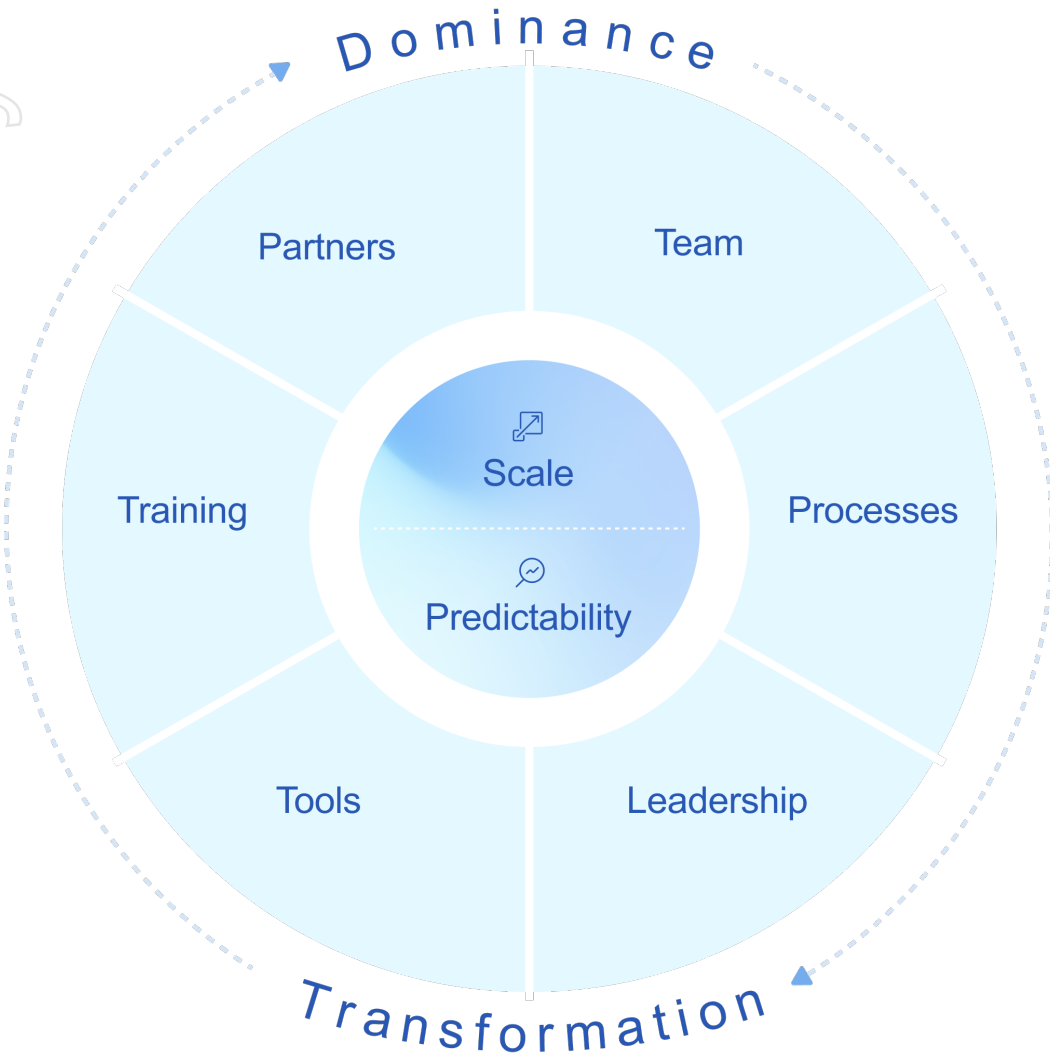 Dominance
Partners
Team
Scale
Training
Processes
Predictability
Tools
Leadership
Transformation